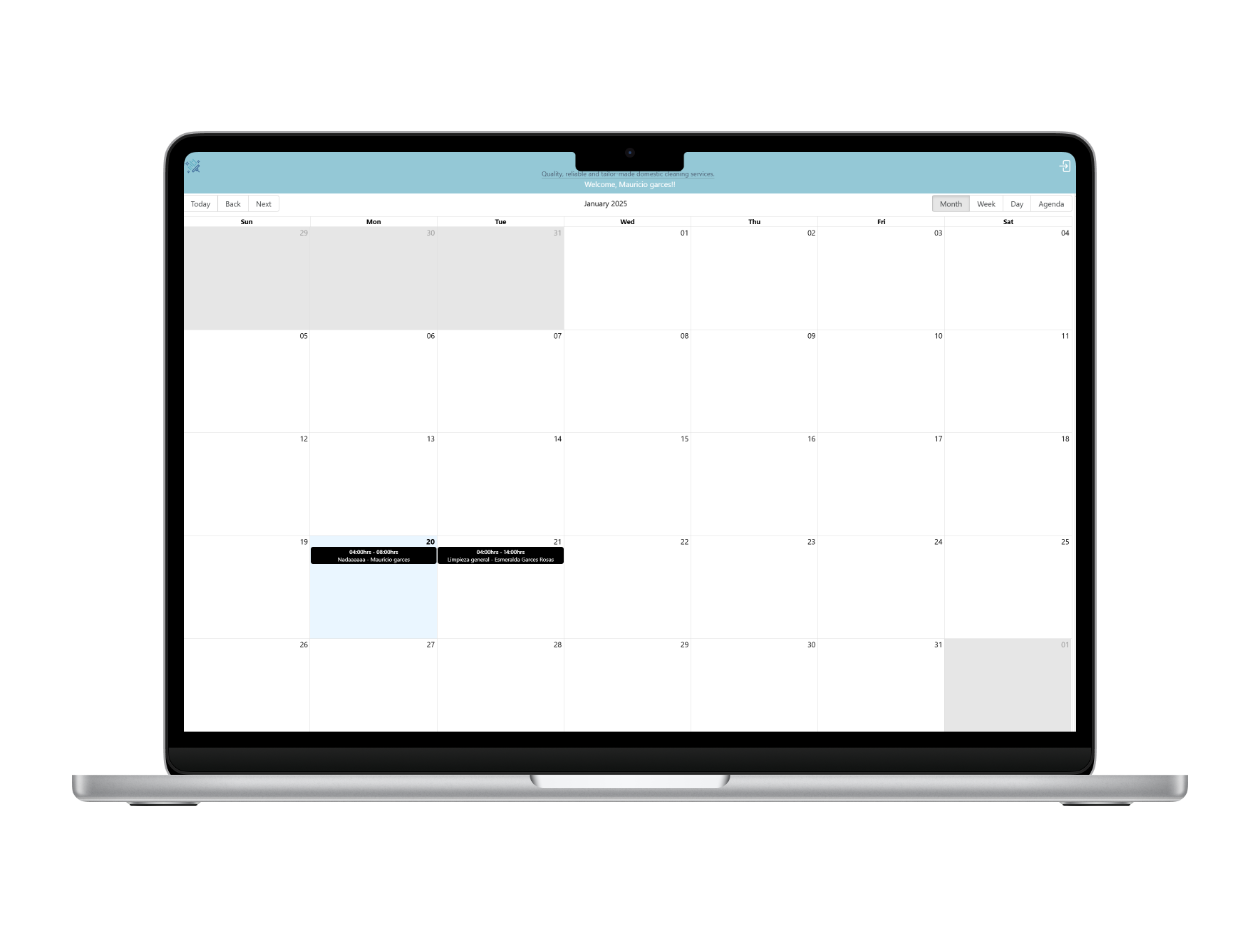 Quality, reliable and tailor-made domestic cleaning services.
Welcome, Mauricio garces!!
Today Back Next January 2025 Month Week Day Agenda
Sun Mon Tue Wed Thu Fri Sat
29 30 31 01 02 03 04
05 06 07 08 09 10 11
12 13 14 15 16 17 18
19 20 21 22 23 24 25
04:00hrs - 08:00hrs 04:00hrs - 14:00hrs
Nadaaaaaa - Mauricio garces Limpieza general - Esmeralda Garces Rosas
26 27 28 29 30 31 01